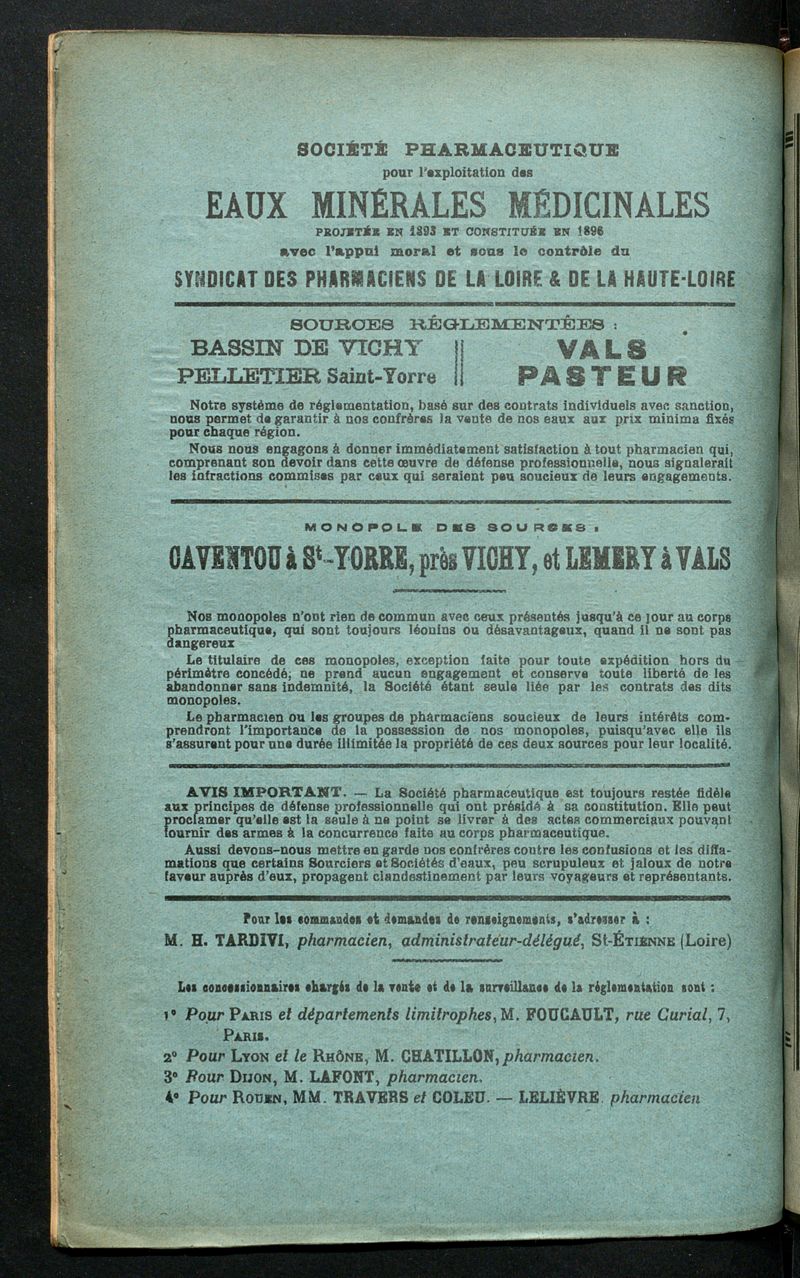 SOCIÉTÉ PHARMACEUTIQUE
pour l'exploitation des
EAUX MINÉRALES MÉDICINALES
PROJETÉE EN 1893 ET CONSTITUÉE EN 1896
avec l'appui moral et sous le contrôle du
SYNDICAT DES PHARMACIENS DE LA LOIRE & DE LA HAUTE-LOIRE
SOURCES RÉGLEMENTÉES :
BASSIN DE VICHY
PELLETIER Saint-Yorre
VALS
PASTEUR
Notre système de réglementation, basé sur des contrats individuels avec sanction,
nous permet de garantir à nos confrères la vente de nos eaux aux prix minima fixés
pour chaque région.
Nous nous engagons à donner immédiatement satisfaction à tout pharmacien qui,
comprenant son devoir dans cette œuvre de défense professionnelle, nous signalerait
les infractions commises par ceux qui seraient peu soucieux de leurs engagements.
MONOPOLE DES SOURCES :
CAVENTOU à St-YORRE, près VICHY, et LEMERY à VALS
Nos monopoles n'ont rien de commun avec ceux présentés jusqu'à ce jour au corps
pharmaceutique, qui sont toujours léonins ou désavantageux, quand il ne sont pas
dangereux
Le titulaire de ces monopoles, exception faite pour toute expédition hors du
périmètre concédé; ne prend aucun engagement et conserve toute liberté de les
abandonner sans indemnité, la Société étant seule liée par les contrats des dits
monopoles.
Le pharmacien ou les groupes de pharmaciens soucieux de leurs intérêts com-
prendront l'importance de la possession de nos monopoles, puisqu'avec elle ils
s'assurent pour une durée illimitée la propriété de ces deux sources pour leur localité.
AVIS IMPORTANT. — La Société pharmaceutique est toujours restée fidèle
aux principes de défense professionnelle qui ont présidé à sa constitution. Elle peut
proclamer qu'elle est la seule à ne point se livrer à des actes commerciaux pouvant
fournir des armes à la concurrence faite au corps pharmaceutique.
Aussi devons-nous mettre en garde nos confrères contre les confusions et les diffa-
mations que certains Sourciers et Sociétés d'eaux, peu scrupuleux et jaloux de notre
faveur auprès d'eux, propagent clandestinement par leurs voyageurs et représentants.
Pour les commandes et demandes de renseignements, s'adresser à :
M. H. TARDIVI, pharmacien, administrateur-délégué, St-ÉTIENNE (Loire)
Les concessionnaires chargés de la vente et de la surveillance de la réglementation sont :
1° Pour PARIS et départements limitrophes, M. FOUCAULT, rue Curial, 7,
PARIS.
2° Pour LYON et le RHÔNE, M. CHATILLON, pharmacien.
3° Pour DIJON, M. LAFONT, pharmacien.
4° Pour ROUEN, MM. TRAVERS et COLEU. — LELIÈVRE pharmacien